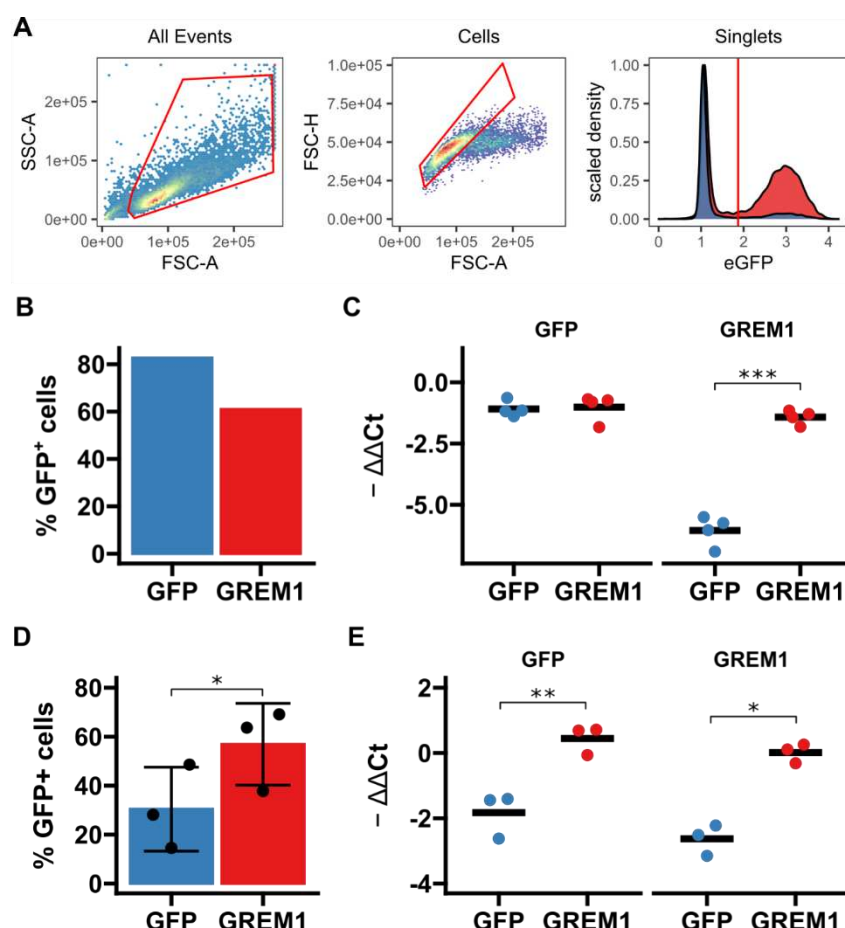 A
All Events
Cells
Singlets
SSC-A
2e+05
1e+05
0e+00
0e+00 1e+05 2e+05
FSC-A
FSC-H
1.0e+05
7.5e+04
5.0e+04
2.5e+04
0e+00 1e+05 2e+05
FSC-A
scaled density
1.00
0.75
0.50
0.25
0.00
0 1 2 3 4
eGFP
B
% GFP⁺ cells
80
60
40
20
0
GFP GREM1
C
GFP
GREM1
− ΔΔCt
0.0
-2.5
-5.0
***
GFP GREM1
GFP GREM1
D
% GFP+ cells
80
60
40
20
0
*
GFP GREM1
E
GFP
GREM1
− ΔΔCt
2
0
-2
-4
**
*
GFP GREM1
GFP GREM1